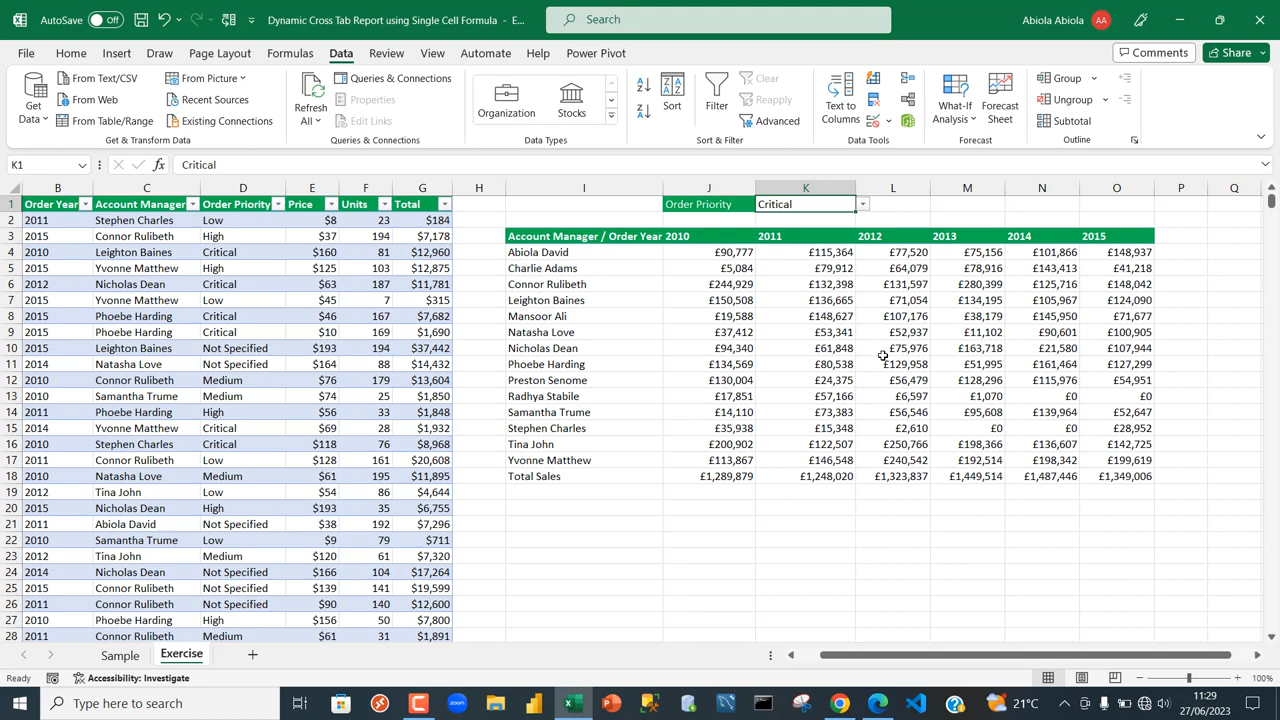 AutoSave Off Dynamic Cross Tab Report using Single Cell Formula - E... Search Abiola Abiola AA
File Home Insert Draw Page Layout Formulas Data Review View Automate Help Power Pivot Comments Share
From Text/CSV From Picture Queries & Connections Clear Group
From Web Recent Sources Properties Reapply Ungroup
From Table/Range Existing Connections Edit Links Advanced Subtotal
Get Data Refresh All Organization Stocks Sort Filter Text to Columns What-If Analysis Forecast Sheet
Get & Transform Data Queries & Connections Data Types Sort & Filter Data Tools Forecast Outline
K1 fx Critical
B C D E F G H I J K L M N O P Q
1 Order Year Account Manager Order Priority Price Units Total Order Priority Critical
2 2011 Stephen Charles Low $8 23 $184
3 2015 Connor Rulibeth High $37 194 $7,178 Account Manager / Order Year 2010 2011 2012 2013 2014 2015
4 2010 Leighton Baines Critical $160 81 $12,960 Abiola David £90,777 £115,364 £77,520 £75,156 £101,866 £148,937
5 2015 Yvonne Matthew High $125 103 $12,875 Charlie Adams £5,084 £79,912 £64,079 £78,916 £143,413 £41,218
6 2012 Nicholas Dean Critical $63 187 $11,781 Connor Rulibeth £244,929 £132,398 £131,597 £280,399 £125,716 £148,042
7 2015 Yvonne Matthew Low $45 7 $315 Leighton Baines £150,508 £136,665 £71,054 £134,195 £105,967 £124,090
8 2015 Phoebe Harding Critical $46 167 $7,682 Mansoor Ali £19,588 £148,627 £107,176 £38,179 £145,950 £71,677
9 2015 Phoebe Harding Critical $10 169 $1,690 Natasha Love £37,412 £53,341 £52,937 £11,102 £90,601 £100,905
10 2015 Leighton Baines Not Specified $193 194 $37,442 Nicholas Dean £94,340 £61,848 £75,976 £163,718 £21,580 £107,944
11 2014 Natasha Love Not Specified $164 88 $14,432 Phoebe Harding £134,569 £80,538 £129,958 £51,995 £161,464 £127,299
12 2010 Connor Rulibeth Medium $76 179 $13,604 Preston Senome £130,004 £24,375 £56,479 £128,296 £115,976 £54,951
13 2010 Samantha Trume Medium $74 25 $1,850 Radhya Stabile £17,851 £57,166 £6,597 £1,070 £0 £0
14 2011 Phoebe Harding High $56 33 $1,848 Samantha Trume £14,110 £73,383 £56,546 £95,608 £139,964 £52,647
15 2014 Yvonne Matthew Critical $69 28 $1,932 Stephen Charles £35,938 £15,348 £2,610 £0 £0 £28,952
16 2010 Stephen Charles Critical $118 76 $8,968 Tina John £200,902 £122,507 £250,766 £198,366 £136,607 £142,725
17 2011 Connor Rulibeth Low $128 161 $20,608 Yvonne Matthew £113,867 £146,548 £240,542 £192,514 £198,342 £199,619
18 2010 Natasha Love Medium $61 195 $11,895 Total Sales £1,289,879 £1,248,020 £1,323,837 £1,449,514 £1,487,446 £1,349,006
19 2012 Tina John Low $54 86 $4,644
20 2015 Nicholas Dean High $193 35 $6,755
21 2011 Abiola David Not Specified $38 192 $7,296
22 2010 Samantha Trume Low $9 79 $711
23 2012 Tina John Medium $120 61 $7,320
24 2014 Nicholas Dean Not Specified $166 104 $17,264
25 2015 Connor Rulibeth Not Specified $139 141 $19,599
26 2011 Connor Rulibeth Not Specified $90 140 $12,600
27 2010 Phoebe Harding High $156 50 $7,800
28 2011 Connor Rulibeth Medium $61 31 $1,891
Sample Exercise
Ready Accessibility: Investigate 100%
Type here to search zoom 21°C 11:29
27/06/2023